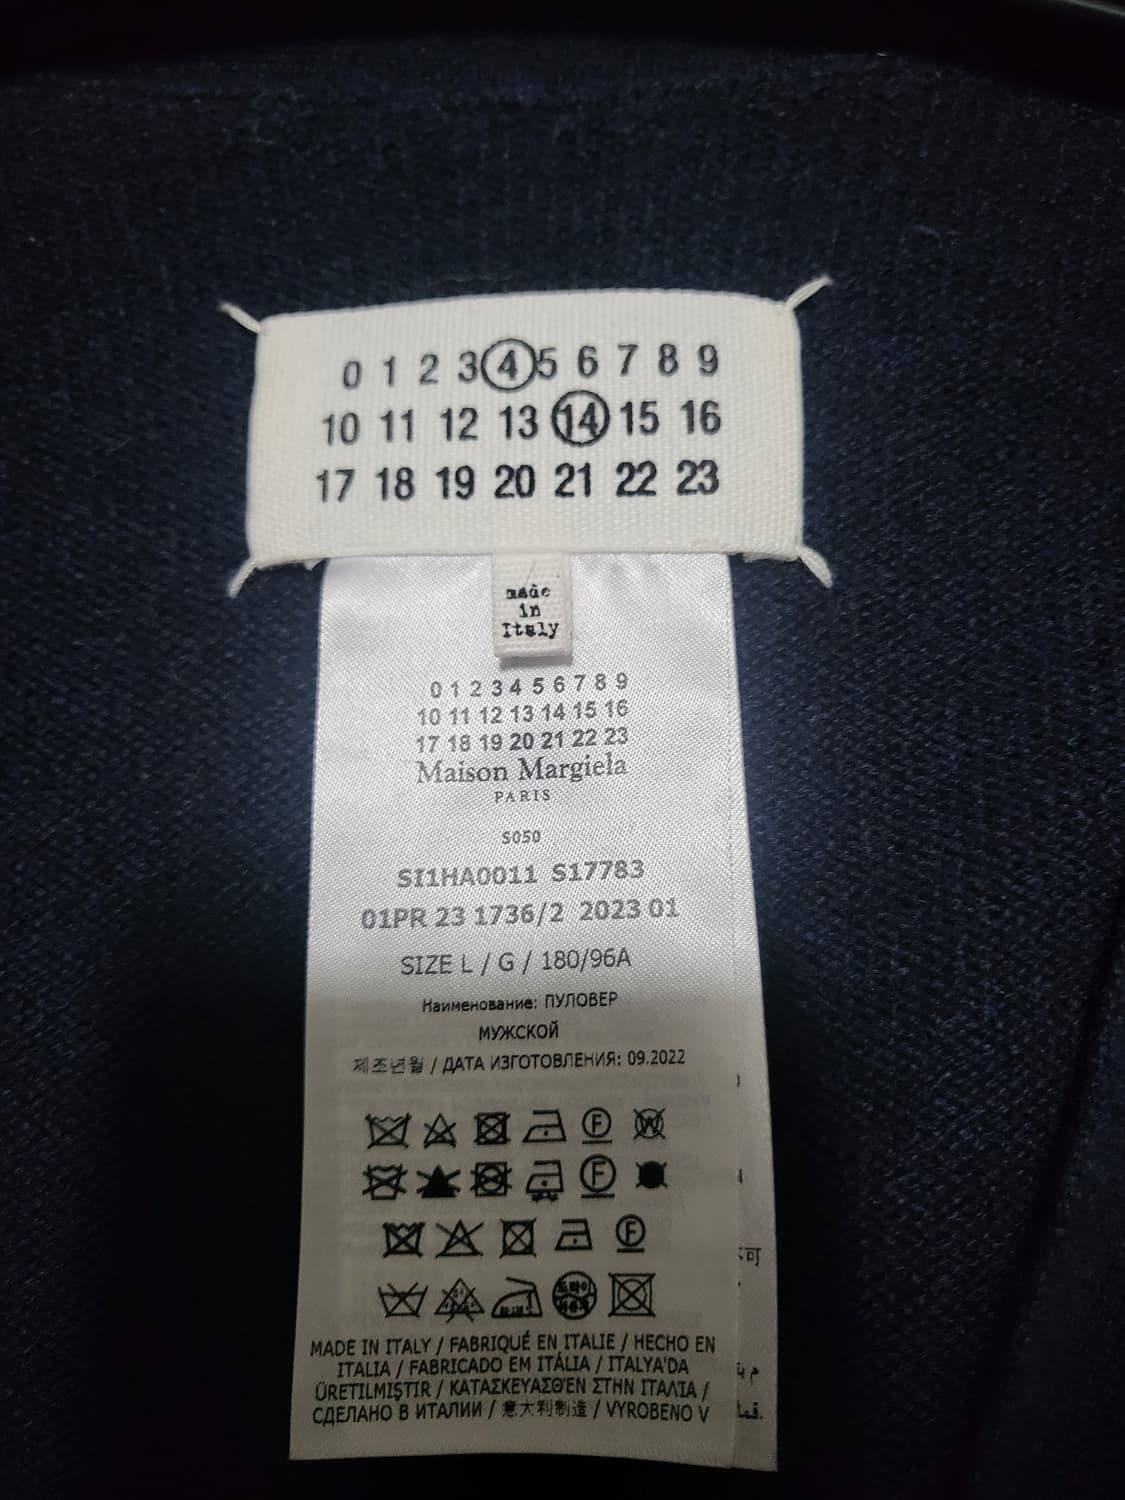 0 1 2 3 4 5 6 7 8 9
10 11 12 13 14 15 16
17 18 19 20 21 22 23
made
in
Italy
0 1 2 3 4 5 6 7 8 9
10 11 12 13 14 15 16
17 18 19 20 21 22 23
Maison Margiela
PARIS
S050
SI1HA0011 S17783
01PR 23 1736/2 2023 01
SIZE L / G / 180/96A
Наименование: ПУЛОВЕР
МУЖСКОЙ
제조년월 / ДАТА ИЗГОТОВЛЕНИЯ: 09.2022
F W
F
F
드라이
MADE IN ITALY / FABRIQUÉ EN ITALIE / HECHO EN
ITALIA / FABRICADO EM ITÁLIA / ITALYA'DA
ÜRETILMIŞTIR / ΚΑΤΑΣΚΕΥΑΣΘΈΝ ΣΤΗΝ ΙΤΑΛΊΑ /
СДЕЛАНО В ИТАЛИИ / 意大利制造 / VYROBENO V